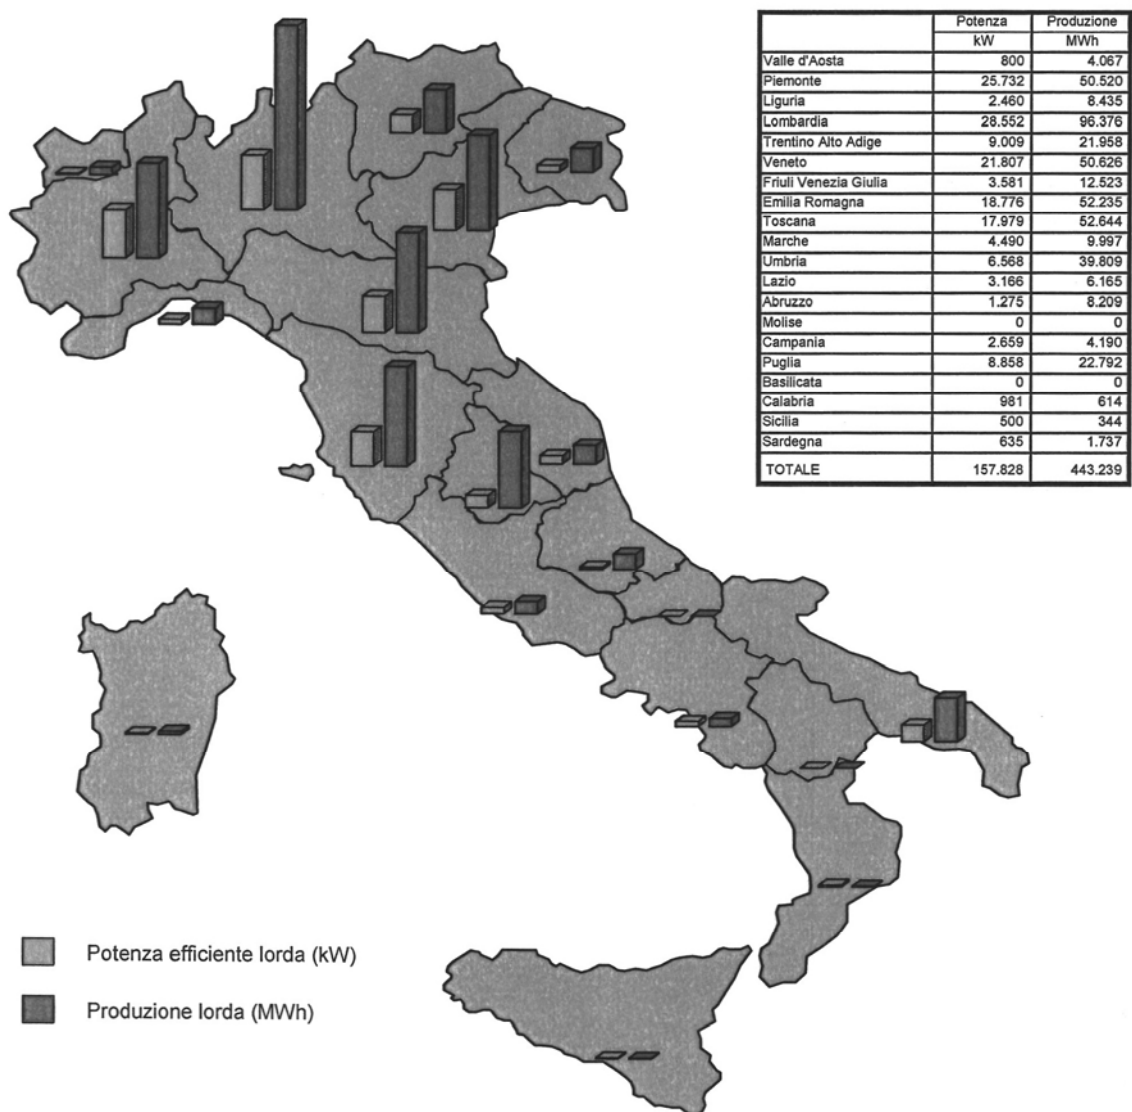 Potenza Produzione
kW MWh
Valle d'Aosta 800 4.067
Piemonte 25.732 50.520
Liguria 2.460 8.435
Lombardia 28.552 96.376
Trentino Alto Adige 9.009 21.958
Veneto 21.807 50.626
Friuli Venezia Giulia 3.581 12.523
Emilia Romagna 18.776 52.235
Toscana 17.979 52.644
Marche 4.490 9.997
Umbria 6.568 39.809
Lazio 3.166 6.165
Abruzzo 1.275 8.209
Molise 0 0
Campania 2.659 4.190
Puglia 8.858 22.792
Basilicata 0 0
Calabria 981 614
Sicilia 500 344
Sardegna 635 1.737
TOTALE 157.828 443.239
Potenza efficiente lorda (kW)
Produzione lorda (MWh)